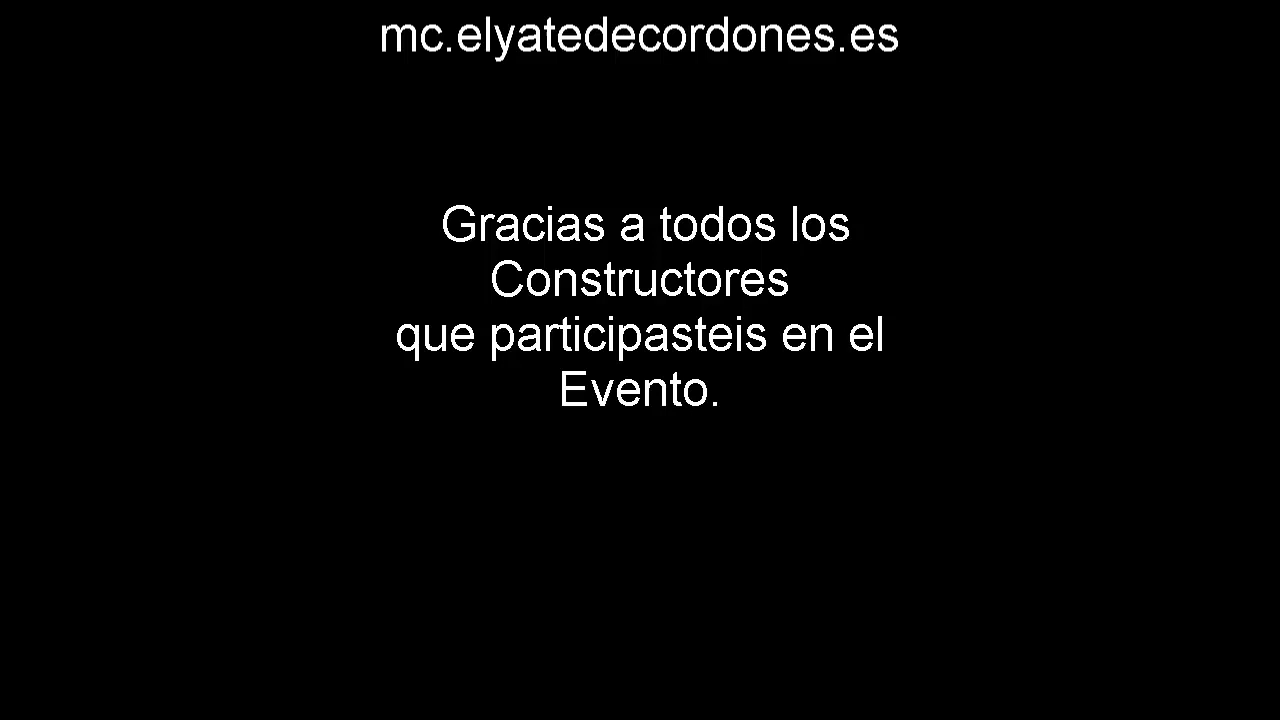 mc.elyatedecordones.es
Gracias a todos los
Constructores
que participasteis en el
Evento.